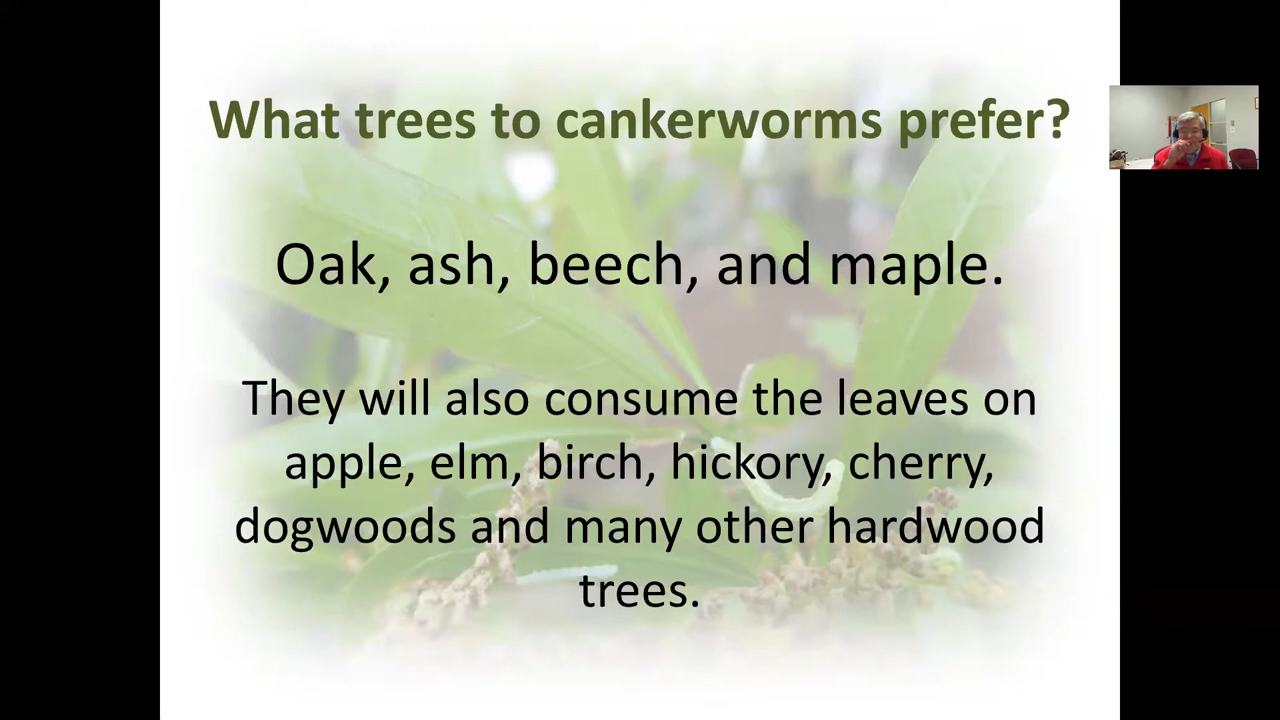 What trees to cankerworms prefer?
Oak, ash, beech, and maple.
They will also consume the leaves on
apple, elm, birch, hickory, cherry,
dogwoods and many other hardwood
trees.